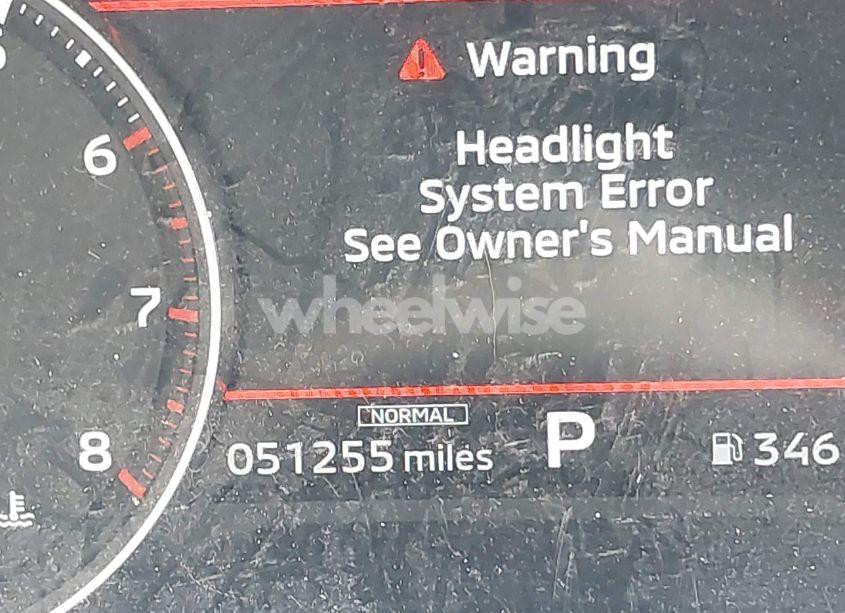 Warning
Headlight
System Error
See Owner's Manual
6
7
wheelwise
8
NORMAL
051255 miles
P
346